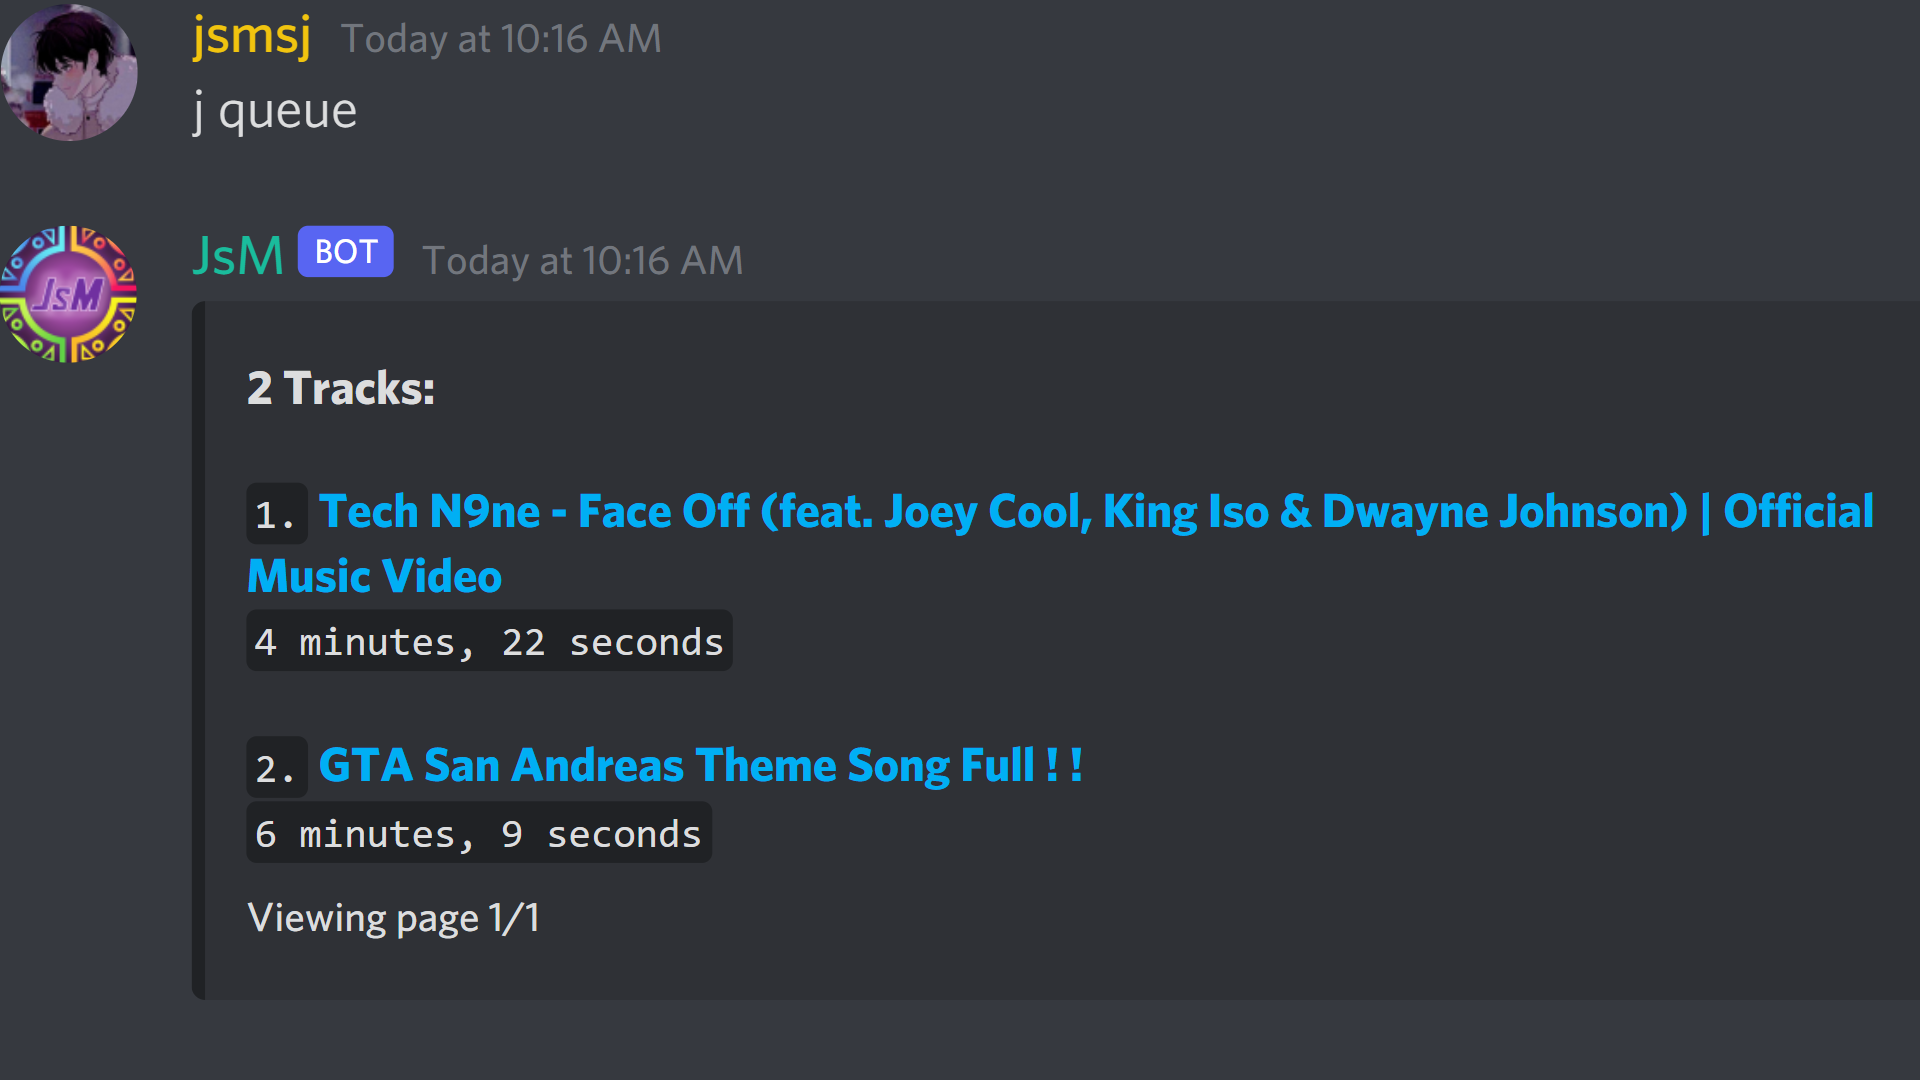 jsmsj Today at 10:16 AM
j queue
JsM BOT Today at 10:16 AM
JsM
2 Tracks:
1. Tech N9ne - Face Off (feat. Joey Cool, King Iso & Dwayne Johnson) | Official
Music Video
4 minutes, 22 seconds
2. GTA San Andreas Theme Song Full ! !
6 minutes, 9 seconds
Viewing page 1/1